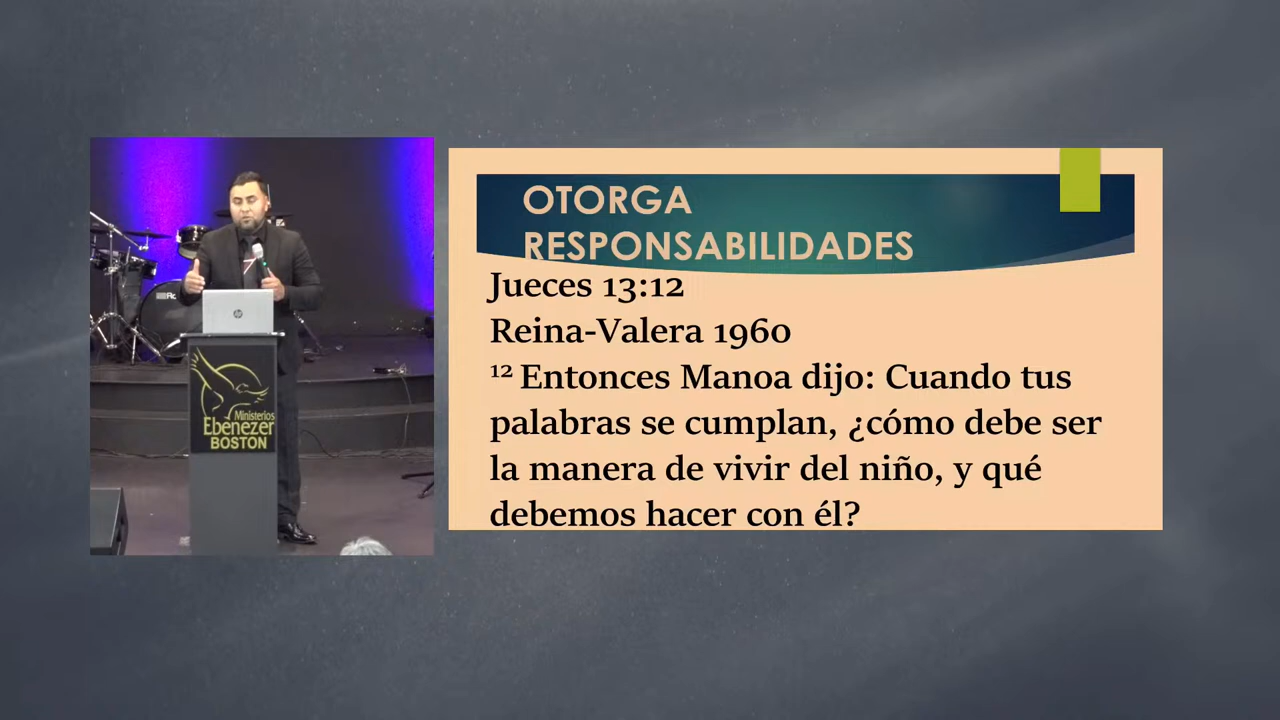 OTORGA
RESPONSABILIDADES
Jueces 13:12
Reina-Valera 1960
12 Entonces Manoa dijo: Cuando tus
palabras se cumplan, ¿cómo debe ser
la manera de vivir del niño, y qué
debemos hacer con él?
Ministerios
Ebenezer
BOSTON
hp